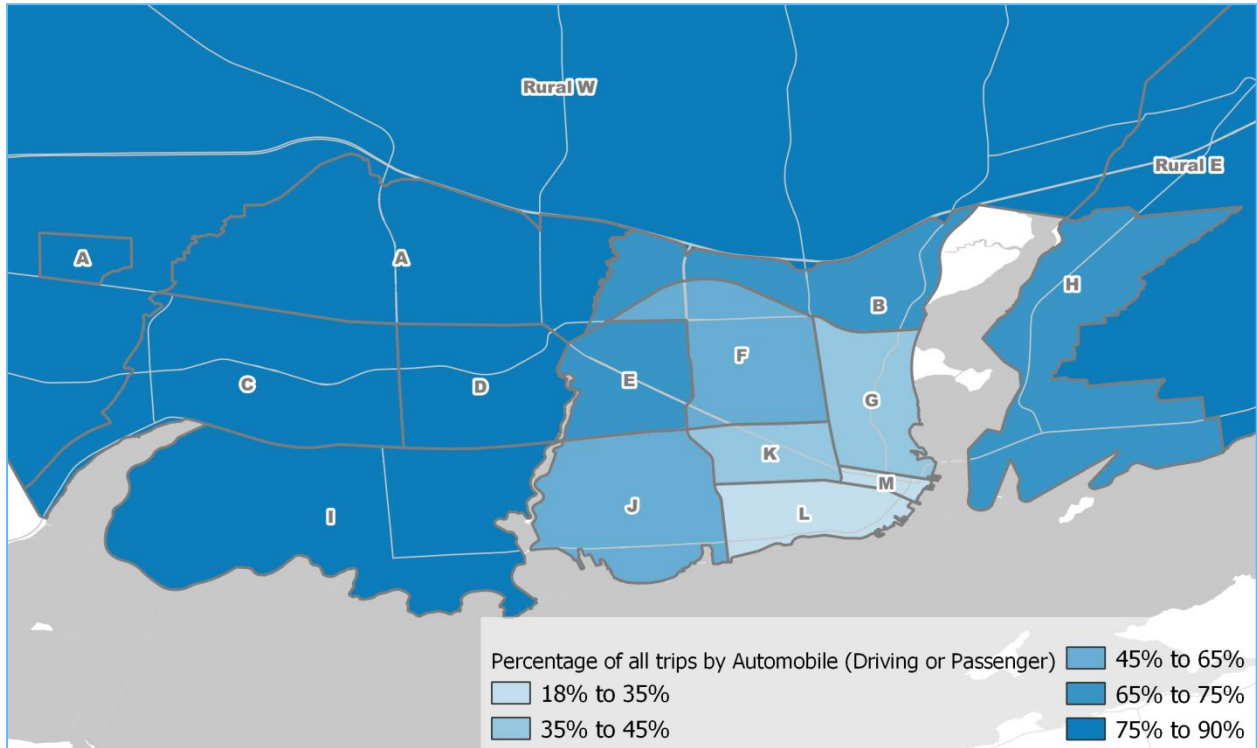 Rural W
Rural E
A
A
H
B
F
E
C
D
G
K
M
J
L
I
Percentage of all trips by Automobile (Driving or Passenger)
18% to 35%
35% to 45%
45% to 65%
65% to 75%
75% to 90%